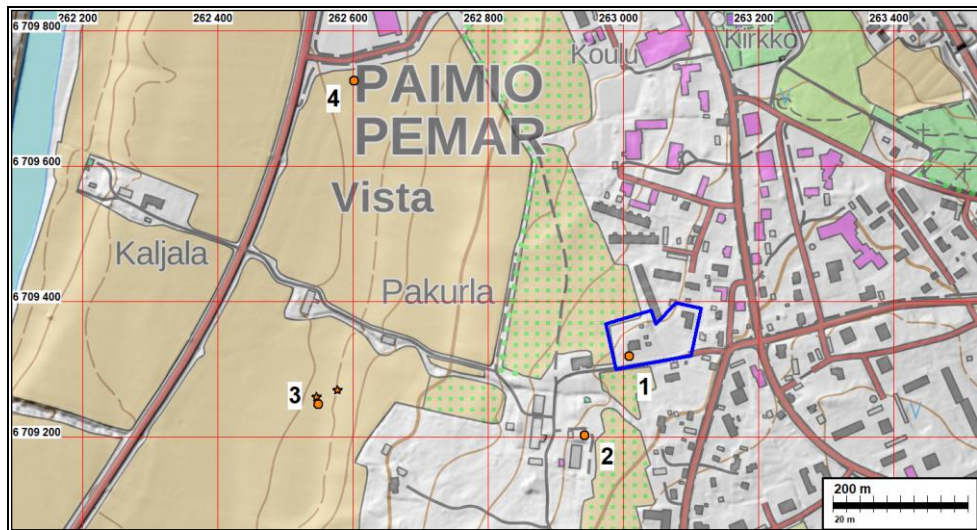 262 200 262 400 262 600 262 800 263 000 263 200 263 400
6 709 800
Koulu Kirkko
4 PAIMIO
PEMAR
6 709 600
Vista
Kaljala
Pakurla
6 709 400
1
3
2
6 709 200
200 m
20 m